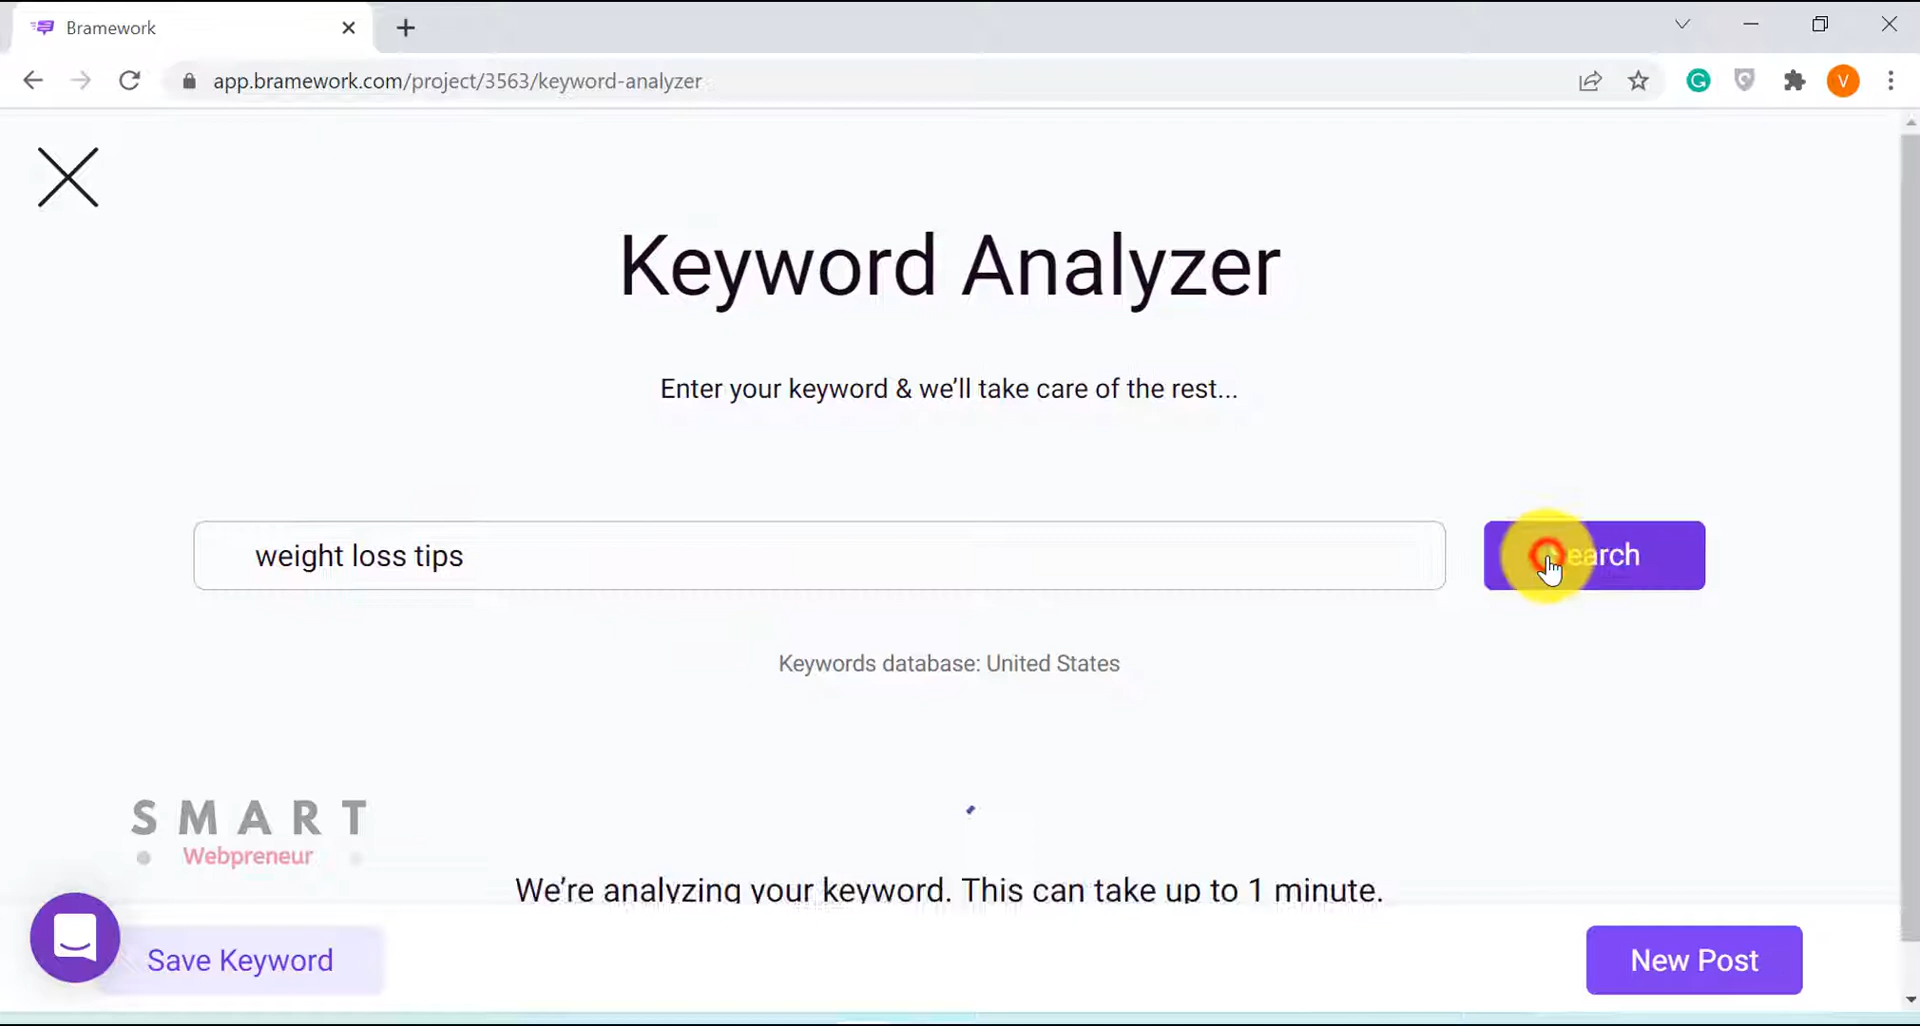 Bramework
app.bramework.com/project/3563/keyword-analyzer
V
Keyword Analyzer
Enter your keyword & we'll take care of the rest...
weight loss tips
Search
Keywords database: United States
SMART
Webpreneur
We're analyzing your keyword. This can take up to 1 minute.
Save Keyword
New Post